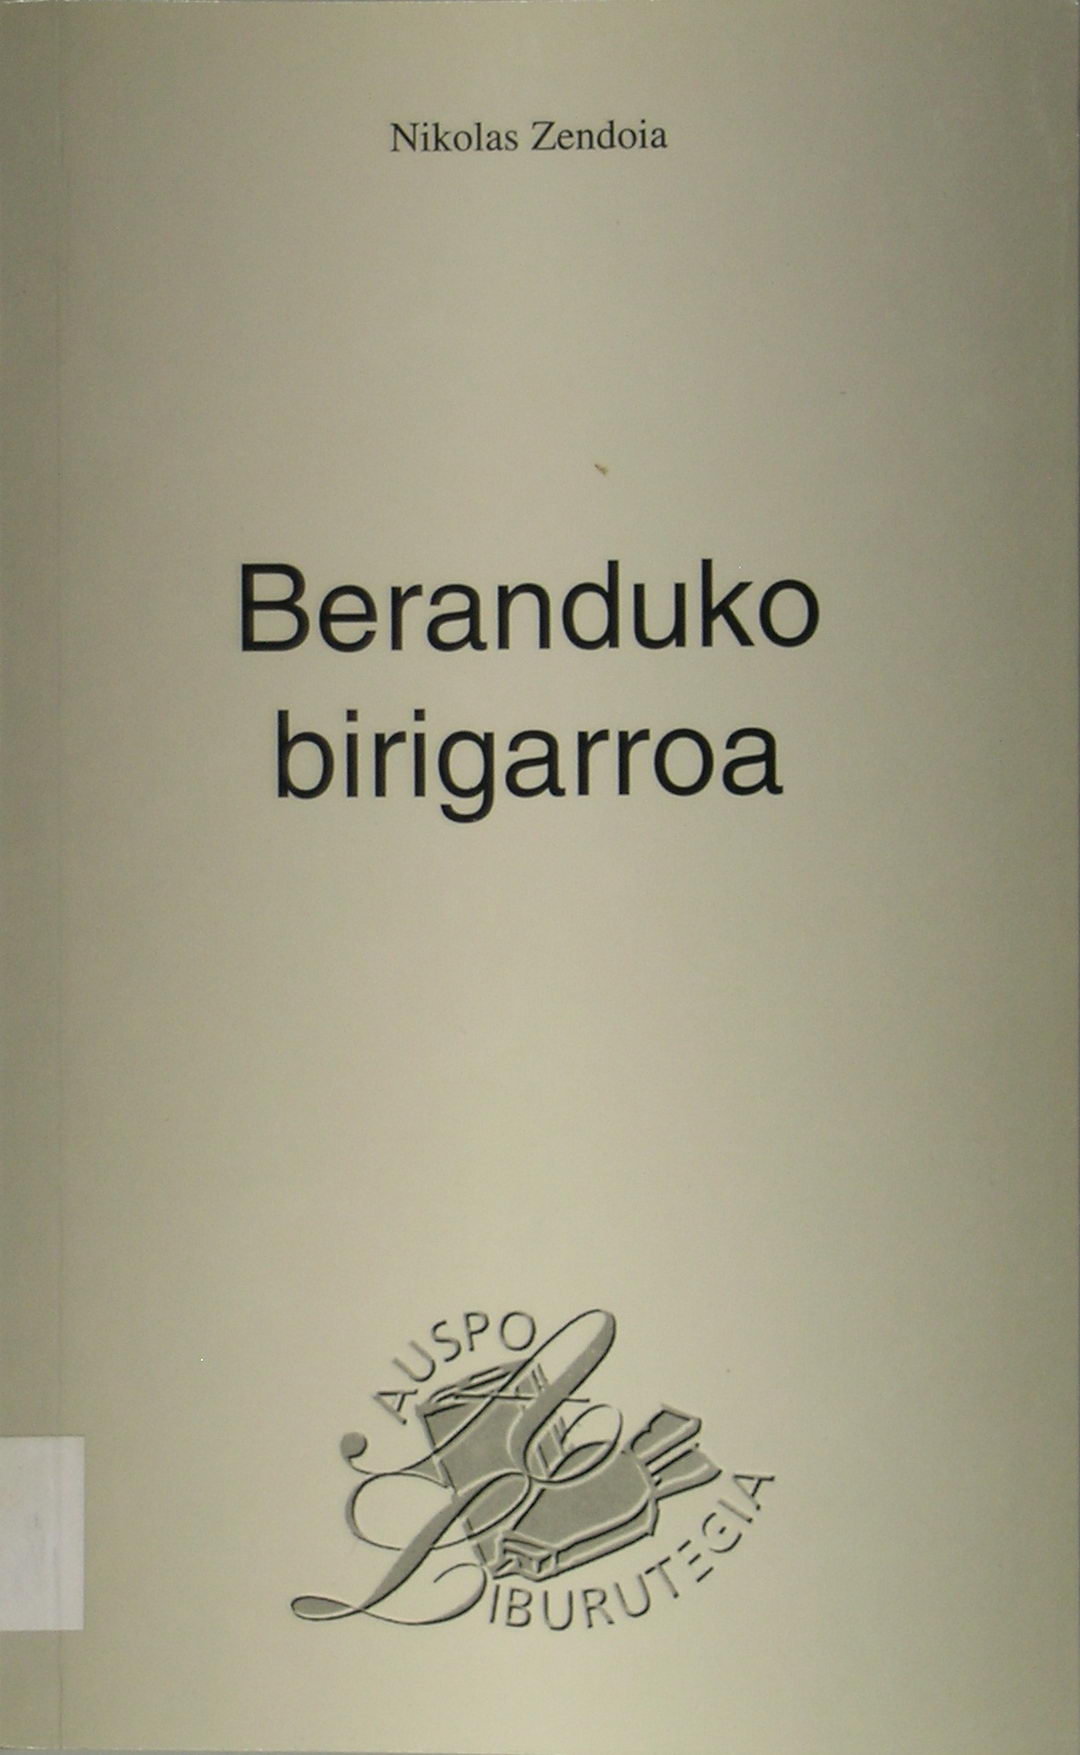 Nikolas Zendoia
Beranduko
birigarroa
AUSPO
LIBURUTEGIA